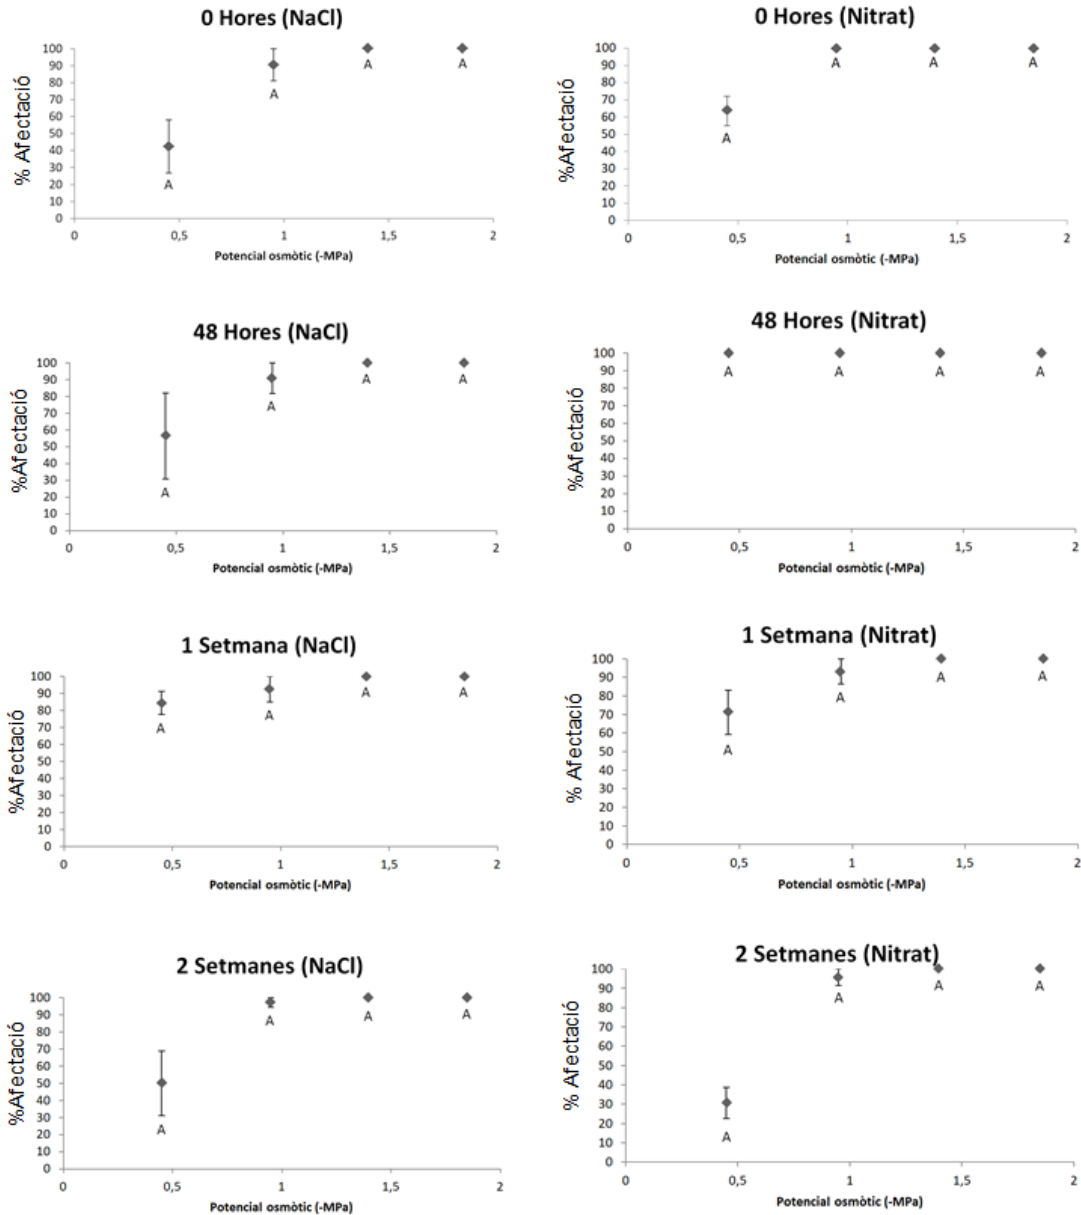 0 Hores (NaCl)
% Afectació
100
90
80
70
60
50
40
30
20
10
0
A
A
A
A
0
0,5
1
1,5
2
Potencial osmòtic (-MPa)
0 Hores (Nitrat)
%Afectació
100
90
80
70
60
50
40
30
20
10
0
A
A
A
A
0
0,5
1
1,5
2
Potencial osmòtic (-MPa)
48 Hores (NaCl)
%Afectació
100
90
80
70
60
50
40
30
20
10
0
A
A
A
A
0
0,5
1
1,5
2
Potencial osmòtic (-MPa)
48 Hores (Nitrat)
%Afectació
100
90
80
70
60
50
40
30
20
10
0
A
A
A
A
0
0,5
1
1,5
2
Potencial osmòtic (-MPa)
1 Setmana (NaCl)
%Afectació
100
90
80
70
60
50
40
30
20
10
0
A
A
A
A
0
0,5
1
1,5
2
Potencial osmòtic (-MPa)
1 Setmana (Nitrat)
% Afectació
100
90
80
70
60
50
40
30
20
10
0
A
A
A
A
0
0,5
1
1,5
2
Potencial osmòtic (-MPa)
2 Setmanes (NaCl)
%Afectació
100
90
80
70
60
50
40
30
20
10
0
A
A
A
A
0
0,5
1
1,5
2
Potencial osmòtic (-MPa)
2 Setmanes (Nitrat)
% Afectació
100
90
80
70
60
50
40
30
20
10
0
A
A
A
A
0
0,5
1
1,5
2
Potencial osmòtic (-MPa)